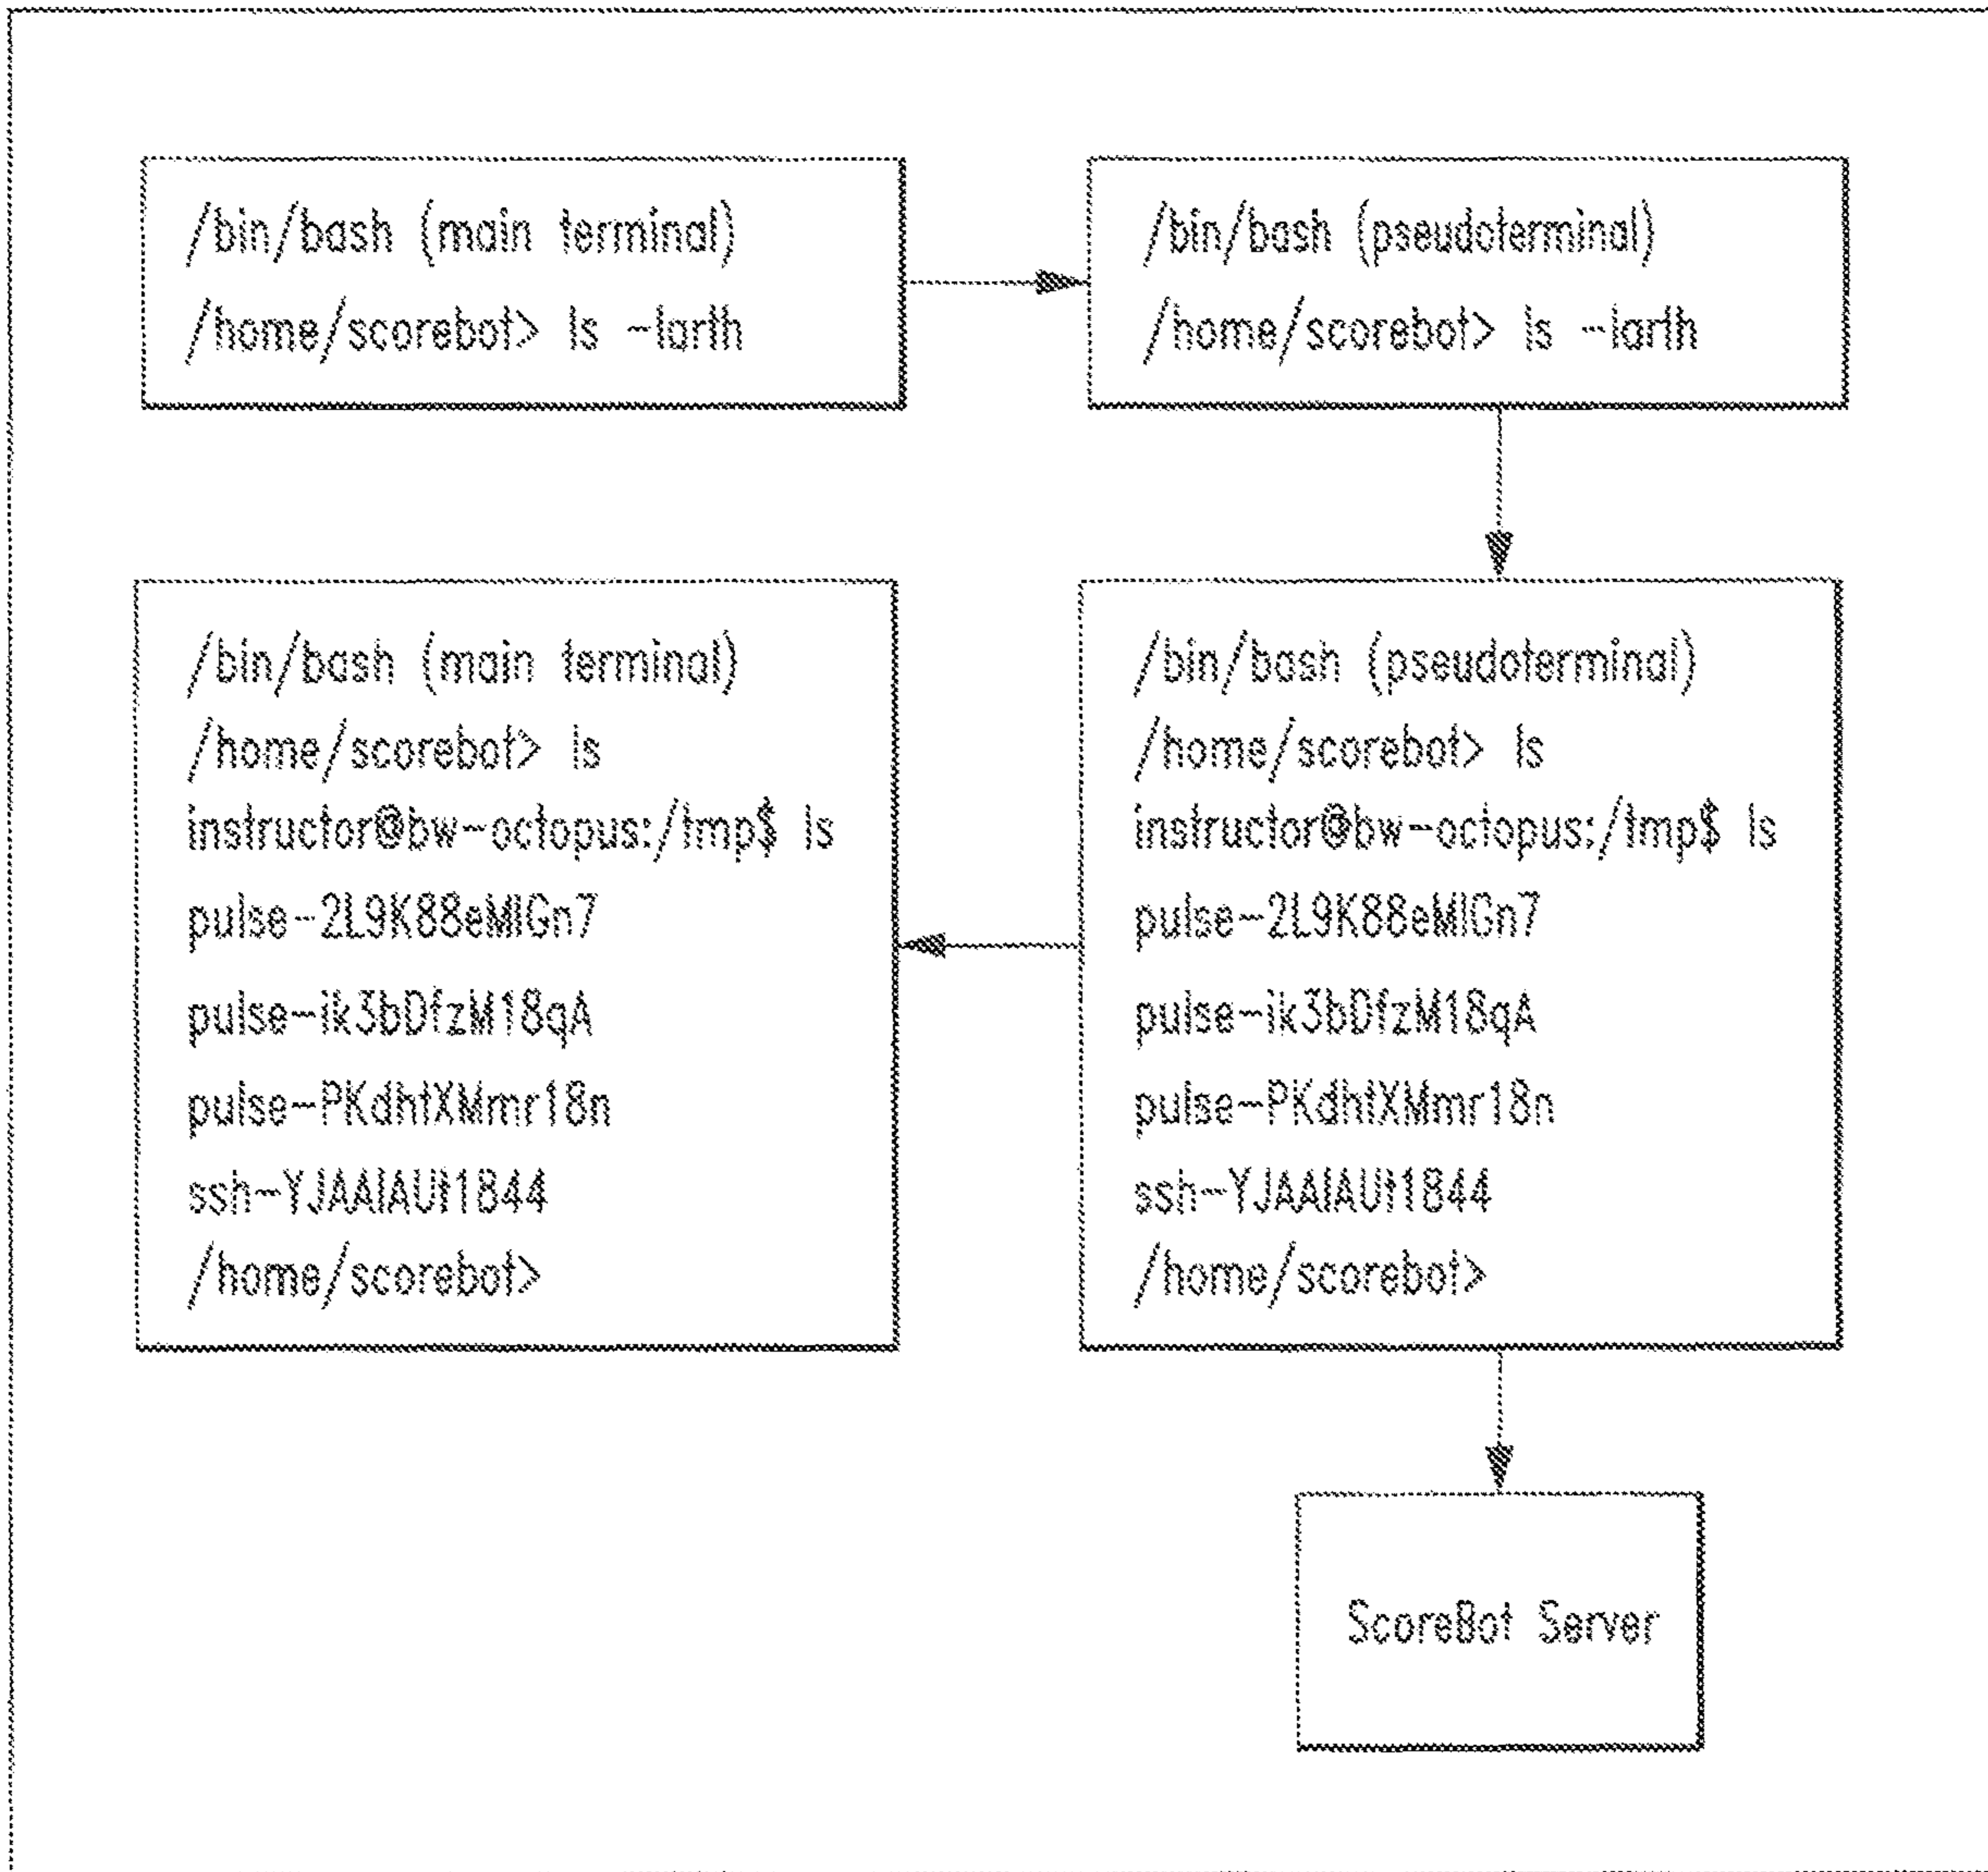 /bin/bash (main terminal)
/home/scorebot> ls -larth
/bin/bash (pseudoterminal)
/home/scorebot> ls -larth
/bin/bash (pseudoterminal)
/home/scorebot> ls
instructor@bw-octopus:/tmp$ ls
pulse-2L9K88eMlGn7
pulse-ik3bDfzM18qA
pulse-PKdhtXMmr18n
ssh-YJAAlAUt1844
/home/scorebot>
/bin/bash (main terminal)
/home/scorebot> ls
instructor@bw-octopus:/tmp$ ls
pulse-2L9K88eMlGn7
pulse-ik3bDfzM18qA
pulse-PKdhtXMmr18n
ssh-YJAAlAUt1844
/home/scorebot>
ScoreBot Server